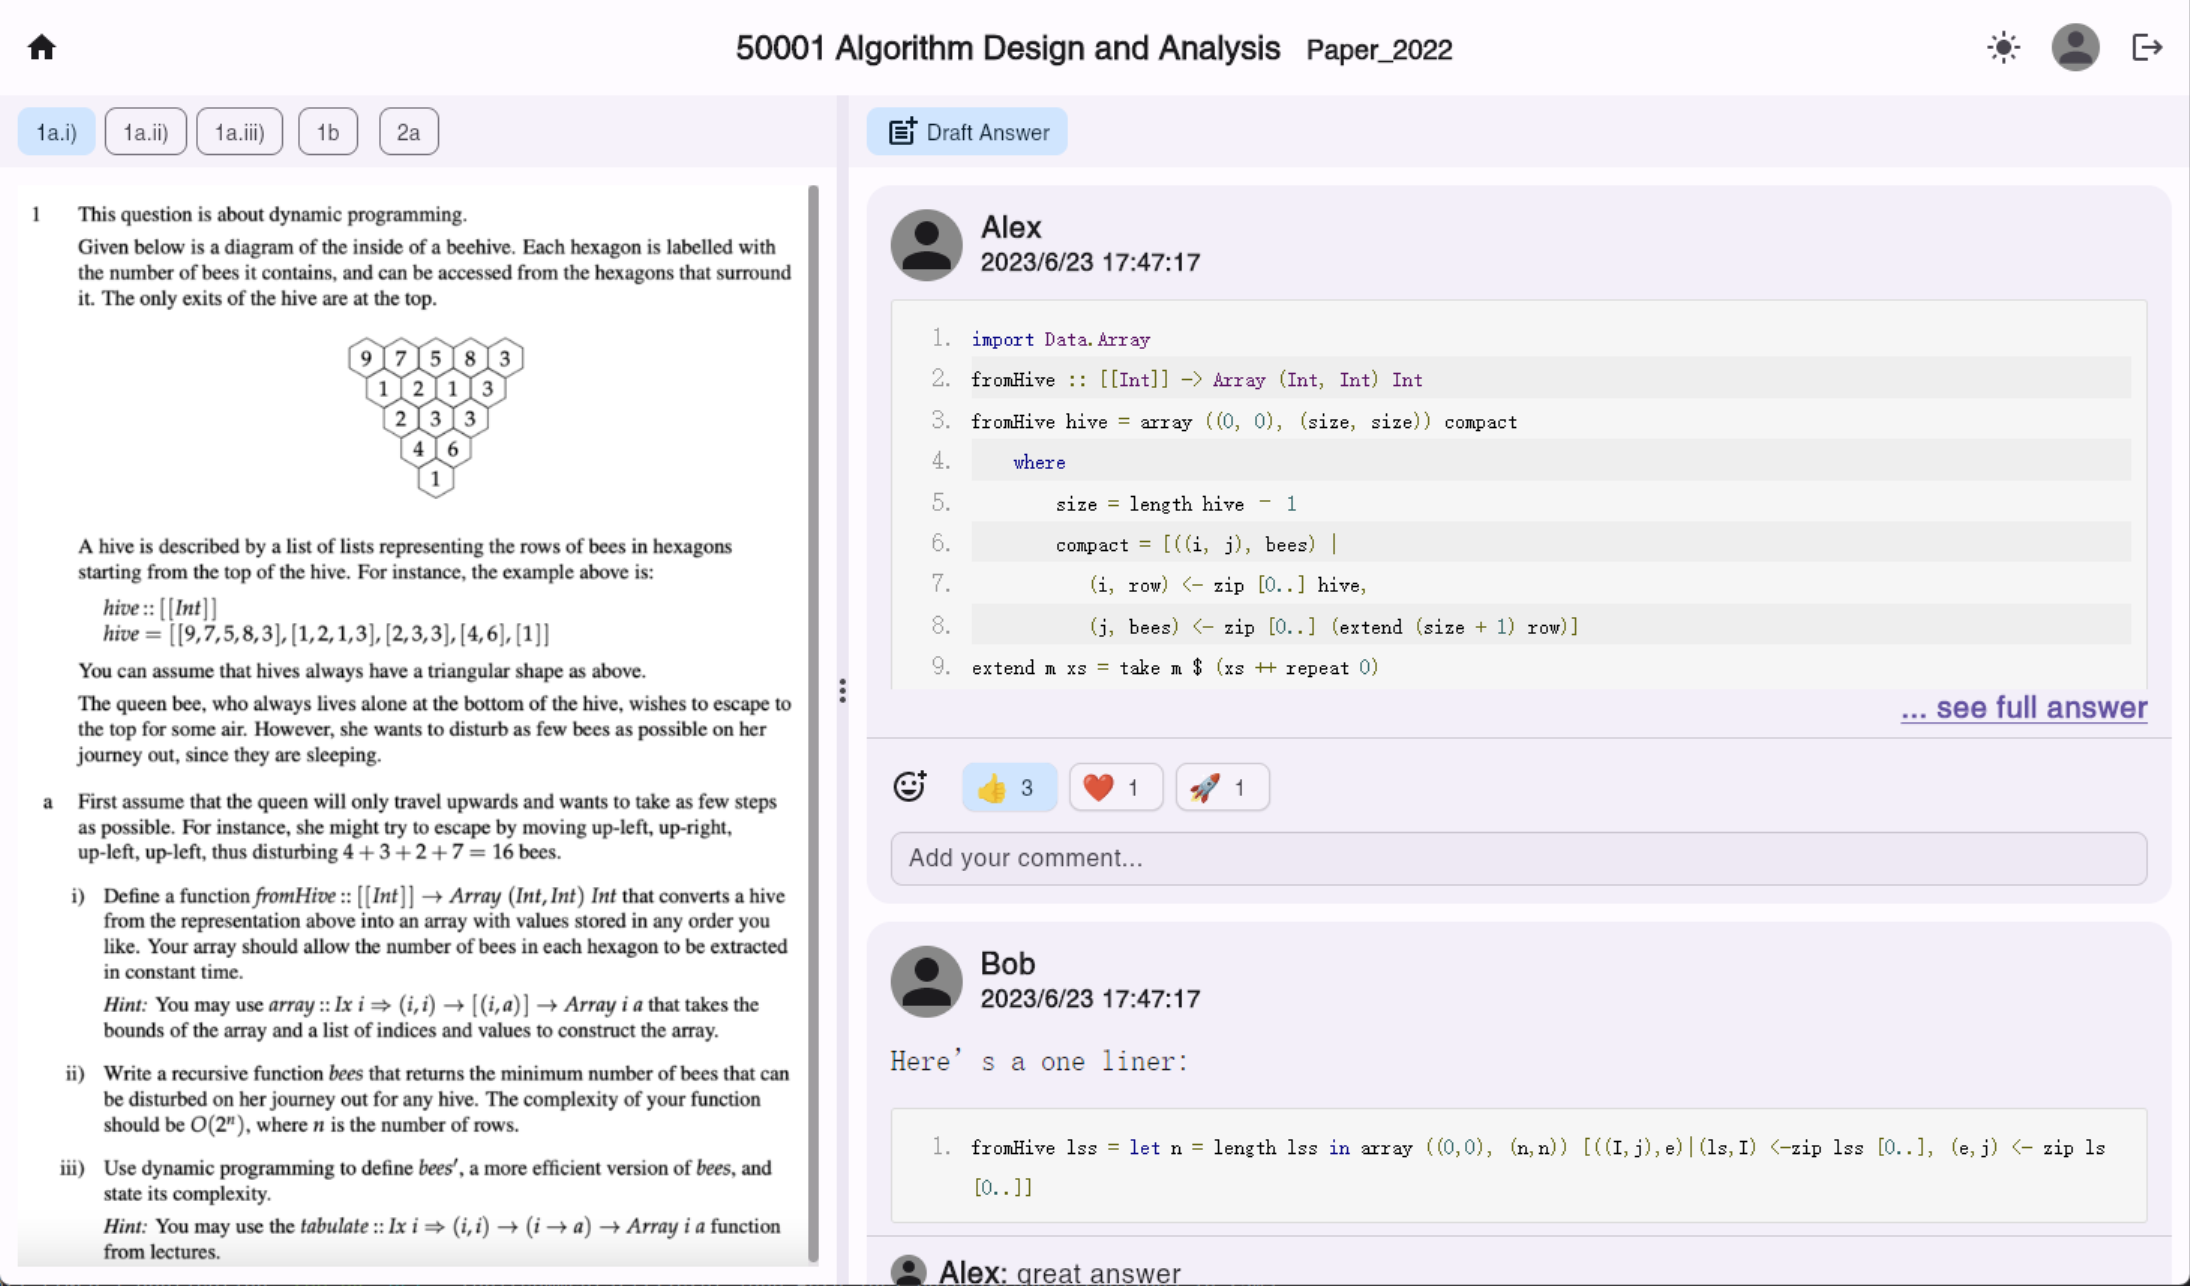 50001 Algorithm Design and Analysis Paper_2022
1a.i) 1a.ii) 1a.iii) 1b 2a
1 This question is about dynamic programming.
Given below is a diagram of the inside of a beehive. Each hexagon is labelled with
the number of bees it contains, and can be accessed from the hexagons that surround
it. The only exits of the hive are at the top.
9 7 5 8 3
1 2 1 3
2 3 3
4 6
1
A hive is described by a list of lists representing the rows of bees in hexagons
starting from the top of the hive. For instance, the example above is:
hive :: [[Int]]
hive = [[9,7,5,8,3],[1,2,1,3],[2,3,3],[4,6],[1]]
You can assume that hives always have a triangular shape as above.
The queen bee, who always lives alone at the bottom of the hive, wishes to escape to
the top for some air. However, she wants to disturb as few bees as possible on her
journey out, since they are sleeping.
a First assume that the queen will only travel upwards and wants to take as few steps
as possible. For instance, she might try to escape by moving up-left, up-right,
up-left, up-left, thus disturbing 4 + 3 + 2 + 7 = 16 bees.
i) Define a function fromHive :: [[Int]] → Array (Int, Int) Int that converts a hive
from the representation above into an array with values stored in any order you
like. Your array should allow the number of bees in each hexagon to be extracted
in constant time.
Hint: You may use array :: Ix i ⇒ (i,i) → [(i,a)] → Array i a that takes the
bounds of the array and a list of indices and values to construct the array.
ii) Write a recursive function bees that returns the minimum number of bees that can
be disturbed on her journey out for any hive. The complexity of your function
should be O(2ⁿ), where n is the number of rows.
iii) Use dynamic programming to define bees′, a more efficient version of bees, and
state its complexity.
Hint: You may use the tabulate :: Ix i ⇒ (i,i) → (i → a) → Array i a function
from lectures.
Draft Answer
Alex
2023/6/23 17:47:17
1. import Data.Array
2. fromHive :: [[Int]] -> Array (Int, Int) Int
3. fromHive hive = array ((0, 0), (size, size)) compact
4. where
5. size = length hive - 1
6. compact = [((i, j), bees) |
7. (i, row) <- zip [0..] hive,
8. (j, bees) <- zip [0..] (extend (size + 1) row)]
9. extend m xs = take m $ (xs ++ repeat 0)
... see full answer
👍 3 ❤️ 1 🚀 1
Add your comment...
Bob
2023/6/23 17:47:17
Here’s a one liner:
1. fromHive lss = let n = length lss in array ((0,0), (n,n)) [((I,j),e)|(ls,I) <-zip lss [0..], (e,j) <- zip ls
[0..]]
Alex: great answer